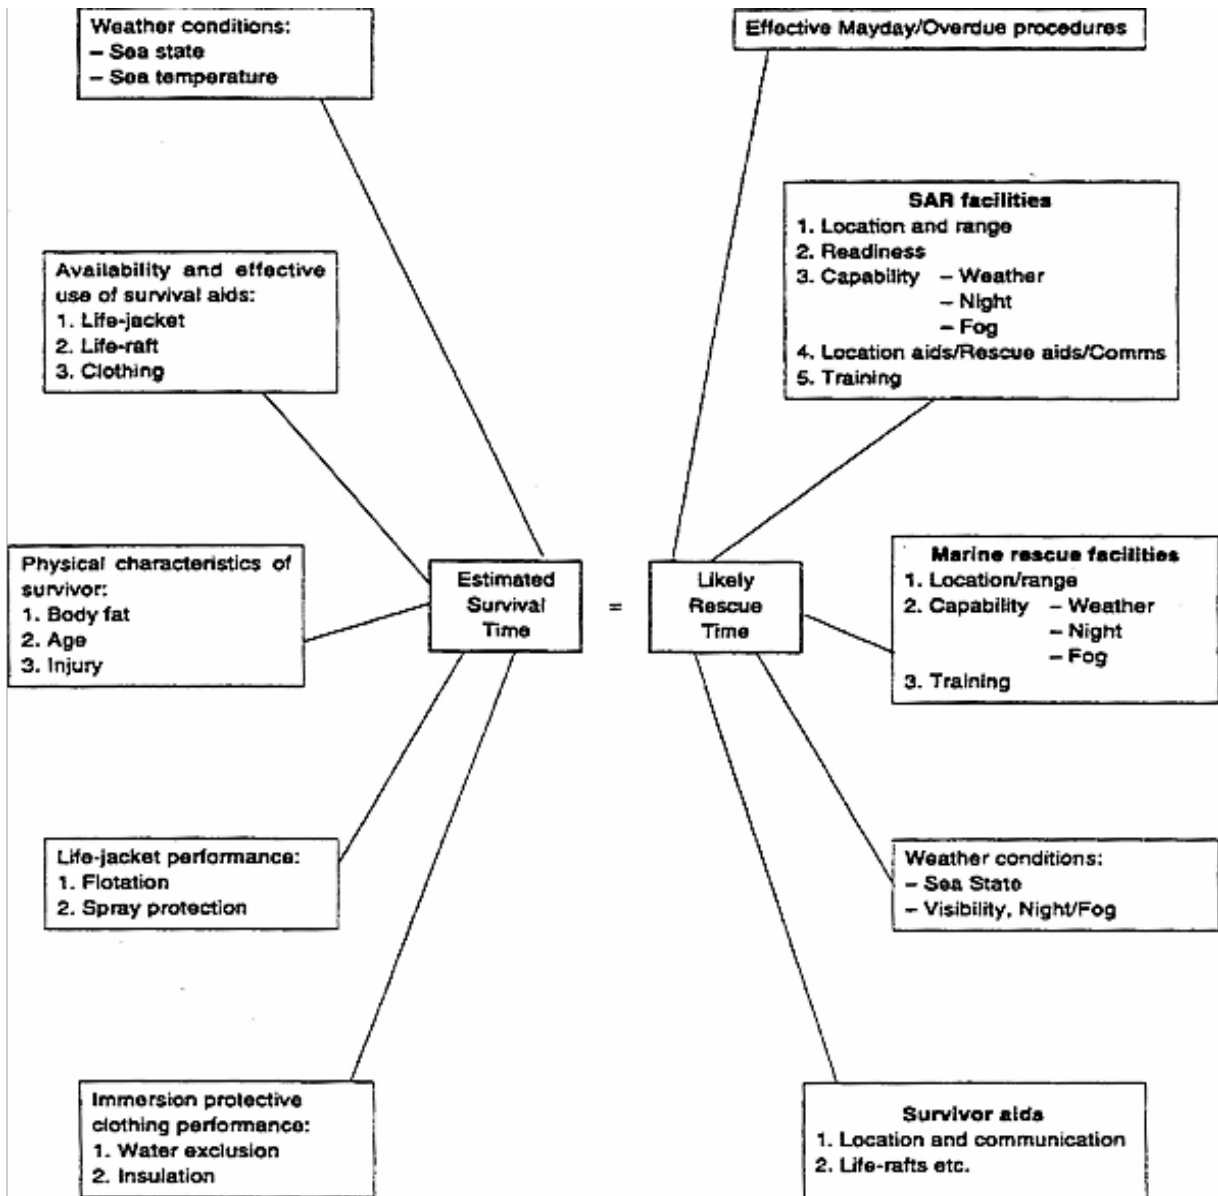 Weather conditions:
– Sea state
– Sea temperature
Availability and effective
use of survival aids:
1. Life-jacket
2. Life-raft
3. Clothing
Physical characteristics of
survivor:
1. Body fat
2. Age
3. Injury
Life-jacket performance:
1. Flotation
2. Spray protection
Immersion protective
clothing performance:
1. Water exclusion
2. Insulation
Estimated
Survival
Time
=
Likely
Rescue
Time
Effective Mayday/Overdue procedures
SAR facilities
1. Location and range
2. Readiness
3. Capability – Weather
– Night
– Fog
4. Location aids/Rescue aids/Comms
5. Training
Marine rescue facilities
1. Location/range
2. Capability – Weather
– Night
– Fog
3. Training
Weather conditions:
– Sea State
– Visibility, Night/Fog
Survivor aids
1. Location and communication
2. Life-rafts etc.